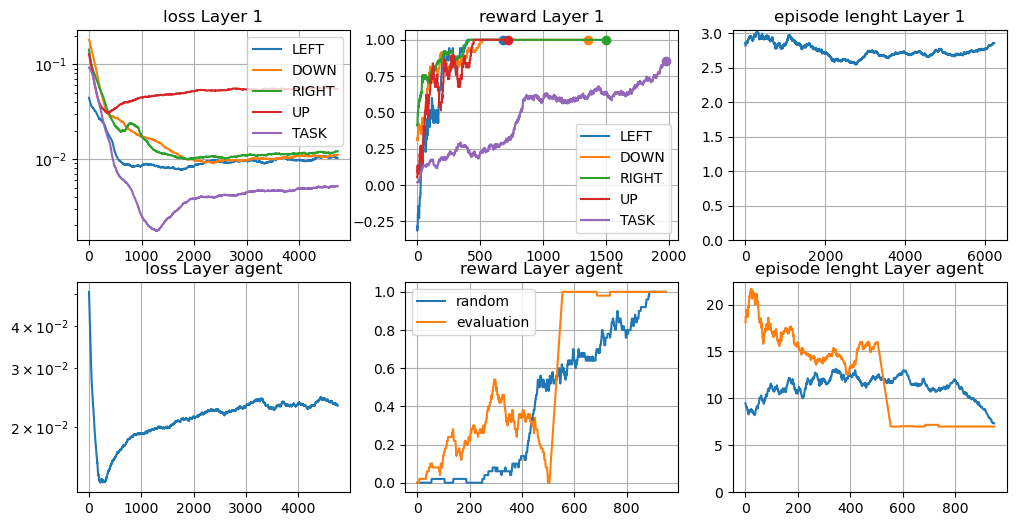 loss Layer 1
10⁻¹
10⁻²
0 1000 2000 3000 4000
LEFT
DOWN
RIGHT
UP
TASK
reward Layer 1
1.00
0.75
0.50
0.25
0.00
−0.25
0 500 1000 1500 2000
LEFT
DOWN
RIGHT
UP
TASK
episode lenght Layer 1
3.0
2.5
2.0
1.5
1.0
0.5
0.0
0 2000 4000 6000
loss Layer agent
4 × 10⁻²
3 × 10⁻²
2 × 10⁻²
0 1000 2000 3000 4000
reward Layer agent
1.0
0.8
0.6
0.4
0.2
0.0
0 200 400 600 800
random
evaluation
episode lenght Layer agent
20
15
10
5
0
0 200 400 600 800